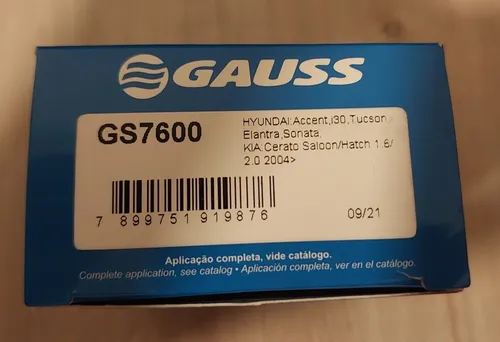 GAUSS
GS7600
HYUNDAI:Accent,i30,Tucson,
Elantra,Sonata,
KIA:Cerato Saloon/Hatch 1.6/
2.0 2004>
7 899751 919876
09/21
Aplicação completa, vide catálogo.
Complete application, see catalog • Aplicación completa, ver en el catálogo.